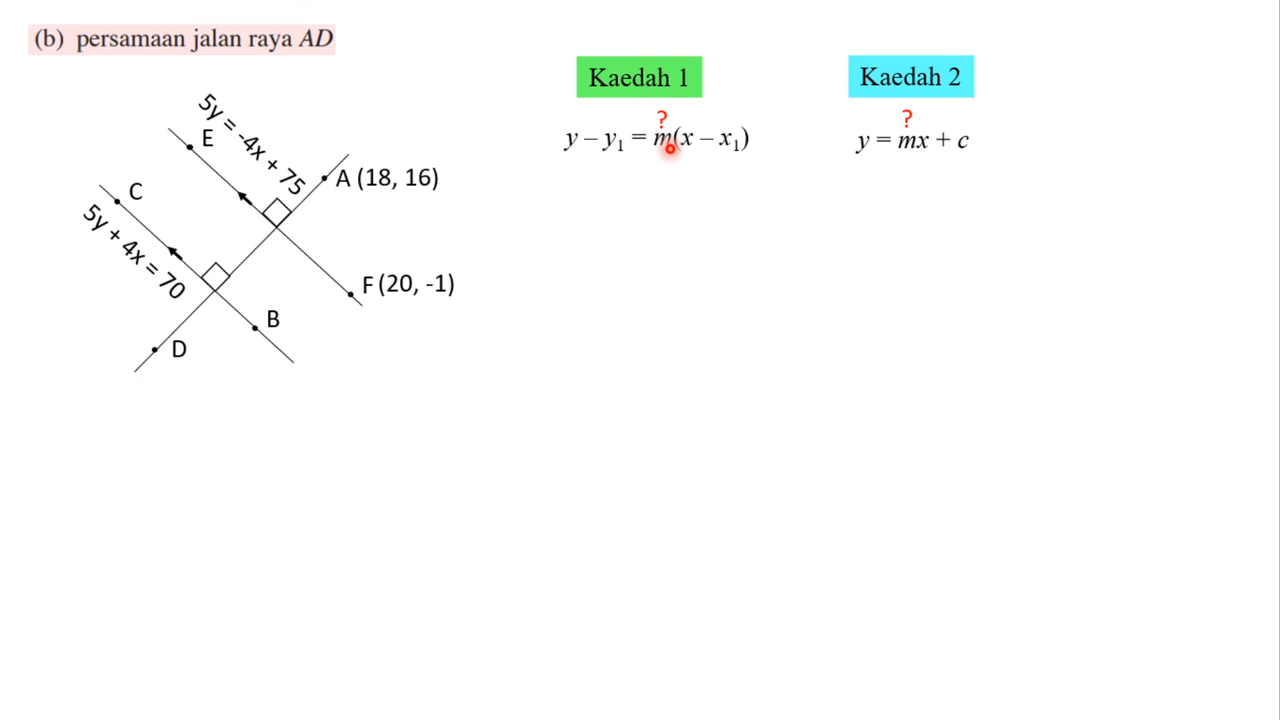 (b) persamaan jalan raya AD
Kaedah 1
?
y – y₁ = m(x – x₁)
Kaedah 2
?
y = mx + c
5y = -4x + 75
E
A (18, 16)
C
5y + 4x = 70
F (20, -1)
B
D